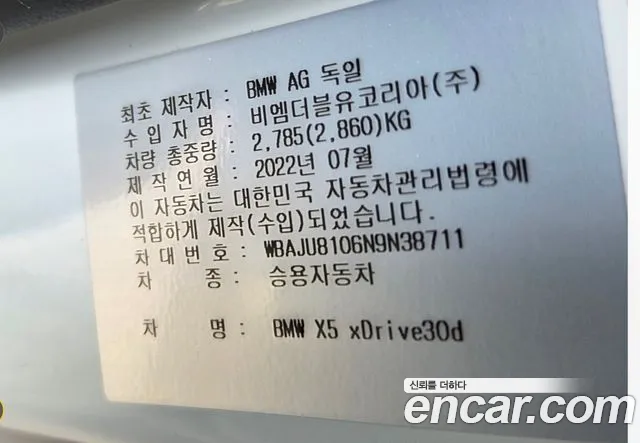 최초 제작자 : BMW AG 독일
수 입 자 명 : 비엠더블유코리아(주)
차량 총중량 : 2,785(2,860)KG
제 작 연 월 : 2022년 07월
이 자동차는 대한민국 자동차관리법령에
적합하게 제작(수입)되었습니다.
차 대 번 호 : WBAJU8106N9N38711
차 종 : 승용자동차
차 명 : BMW X5 xDrive30d
신뢰를 더하다
encar.com